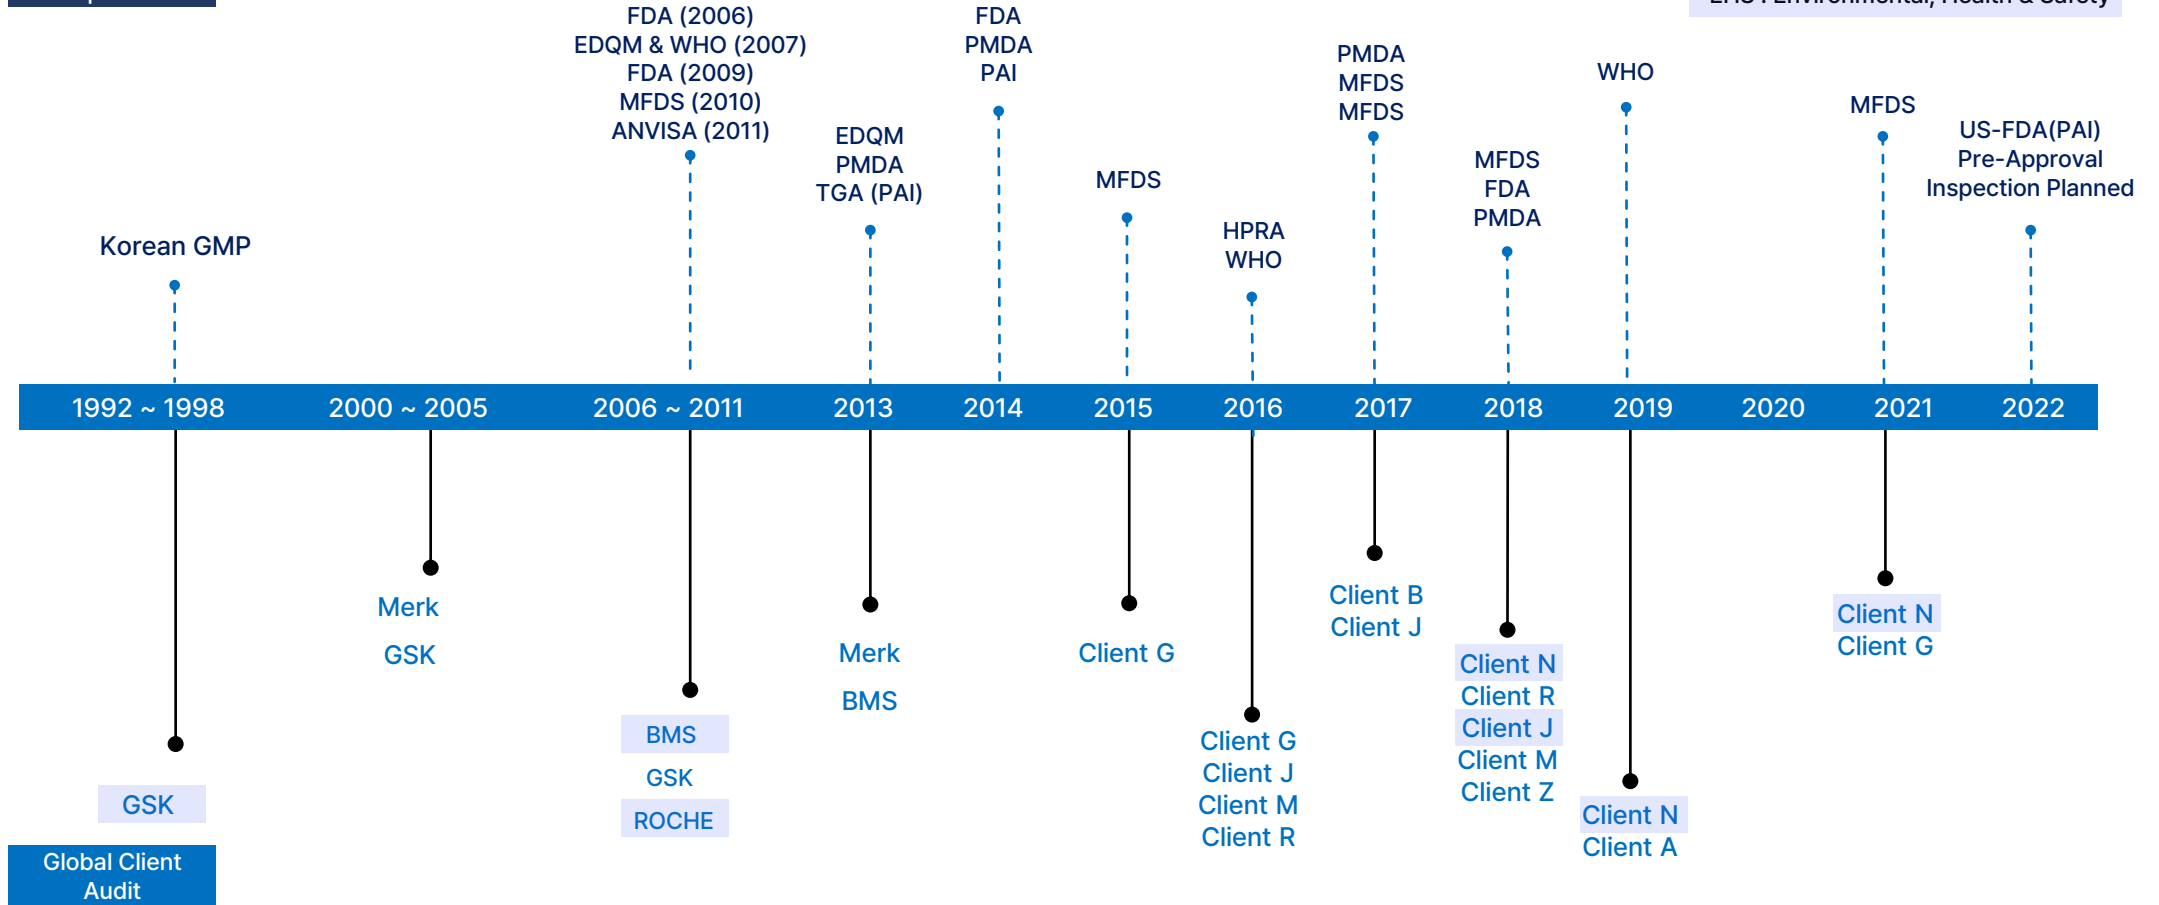 FDA (2006)
EDQM & WHO (2007)
FDA (2009)
MFDS (2010)
ANVISA (2011)
FDA
PMDA
PAI
Environmental, Health & Safety
PMDA
MFDS
MFDS
WHO
MFDS
US-FDA(PAI)
Pre-Approval
Inspection Planned
EDQM
PMDA
TGA (PAI)
MFDS
MFDS
FDA
PMDA
HPRA
WHO
Korean GMP
1992 ~ 1998
2000 ~ 2005
2006 ~ 2011
2013
2014
2015
2016
2017
2018
2019
2020
2021
2022
GSK
Merk
GSK
BMS
GSK
ROCHE
Merk
BMS
Client G
Client G
Client J
Client M
Client R
Client B
Client J
Client N
Client R
Client J
Client M
Client Z
Client N
Client A
Client N
Client G
Global Client
Audit